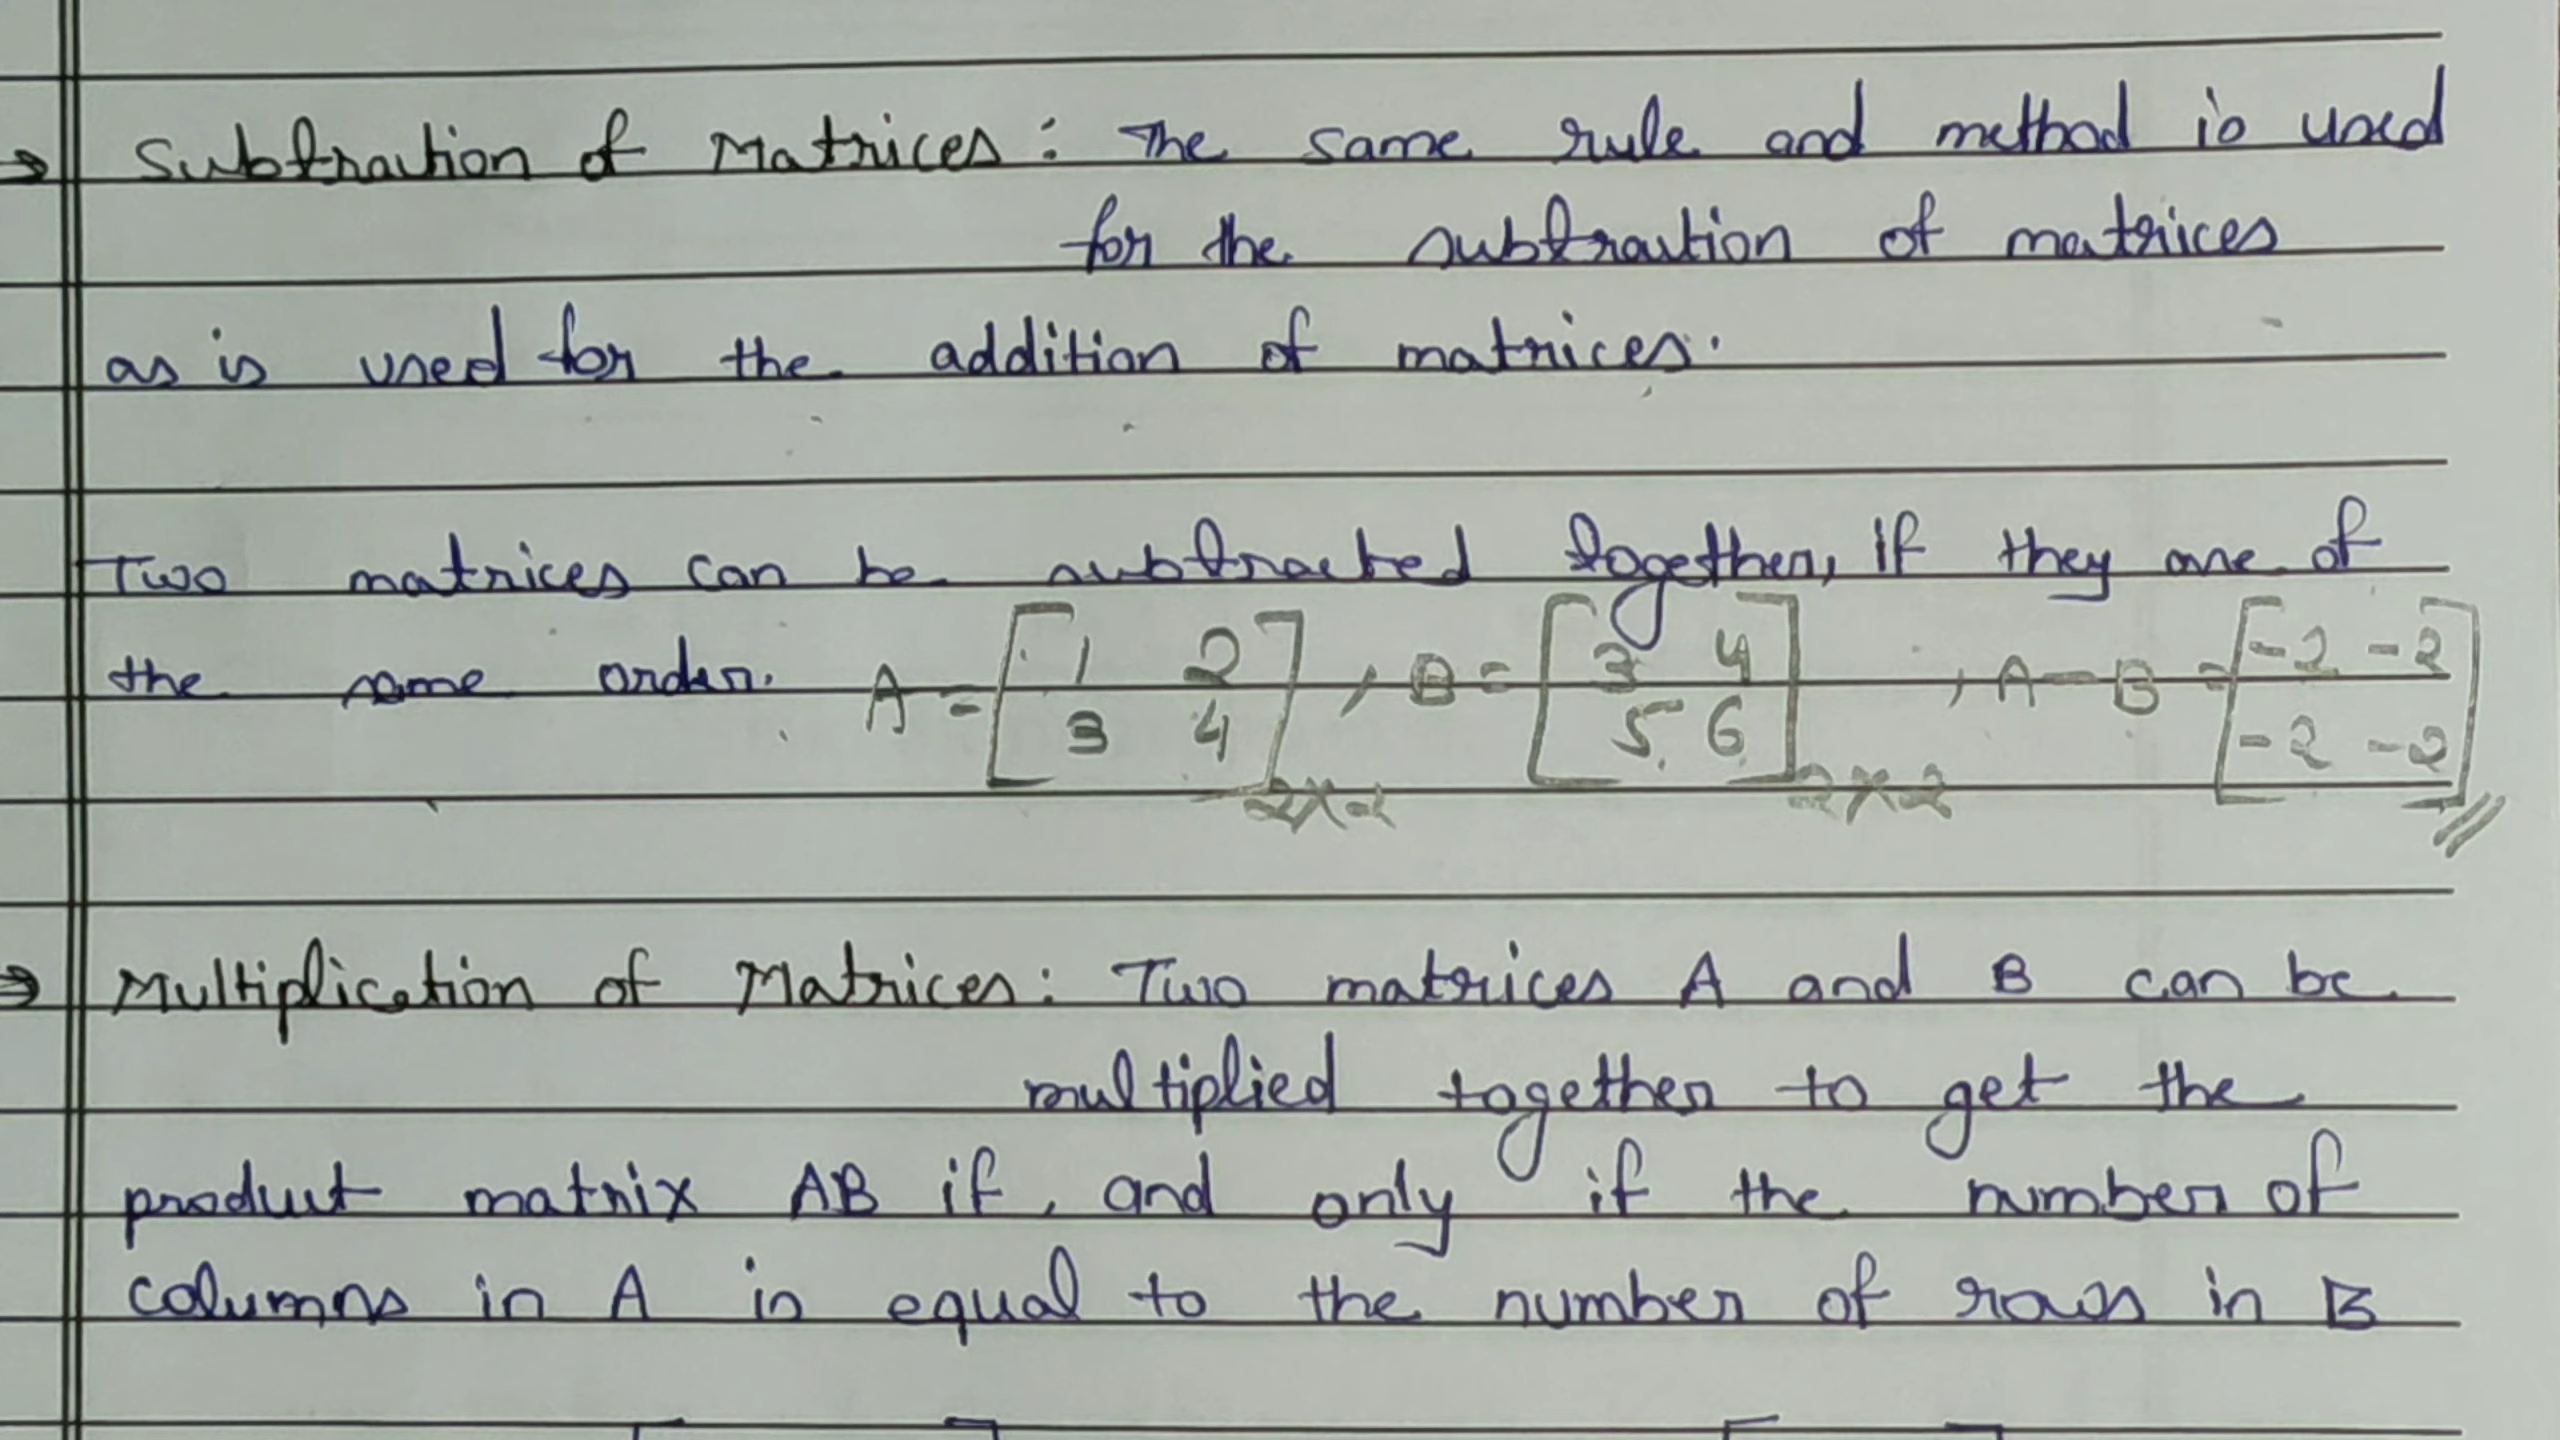 → Subtraction of Matrices: The same rule and method is used
for the subtraction of matrices
as is used for the addition of matrices.
Two matrices can be subtracted together, if they are of
the same order. A = [1 2 3 4] 2×2 , B = [3 4 5 6] 2×2 , A - B = [-2 -2 -2 -2] //
→ Multiplication of Matrices: Two matrices A and B can be
multiplied together to get the
product matrix AB if, and only if the number of
columns in A is equal to the number of rows in B